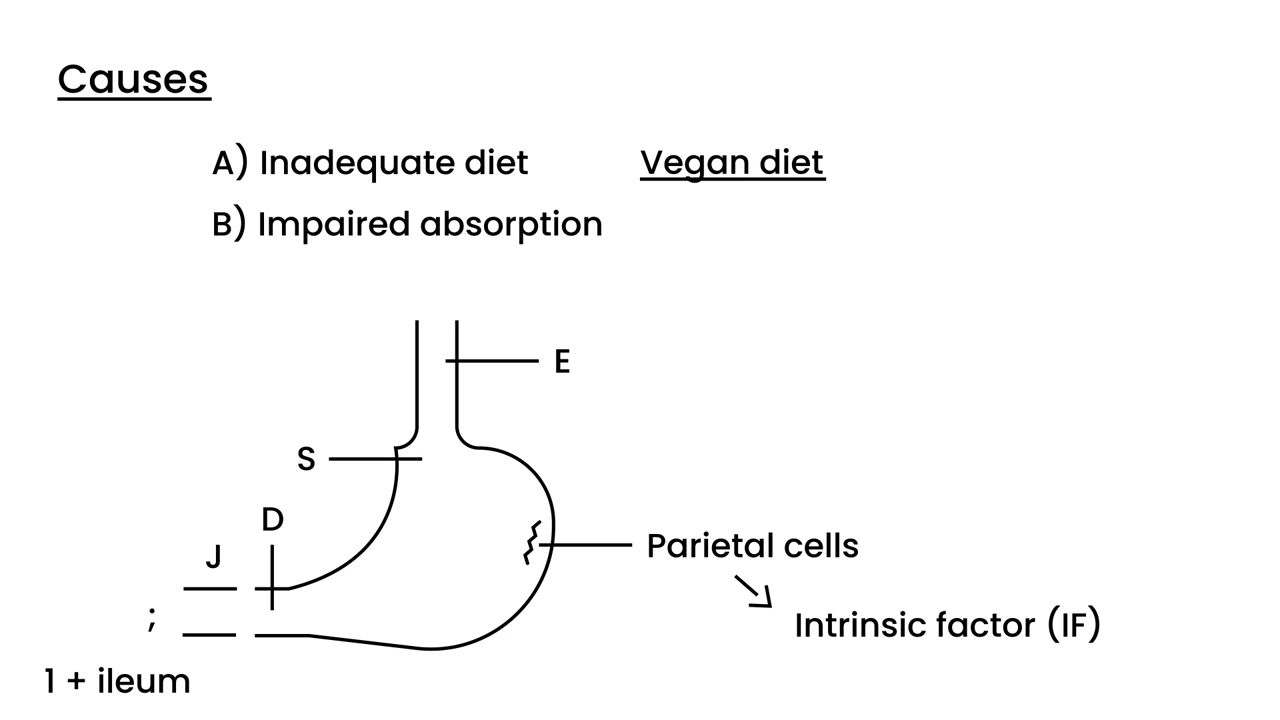 Causes
A) Inadequate diet
Vegan diet
B) Impaired absorption
E
S
D
J
Parietal cells
;
Intrinsic factor (IF)
1 + ileum